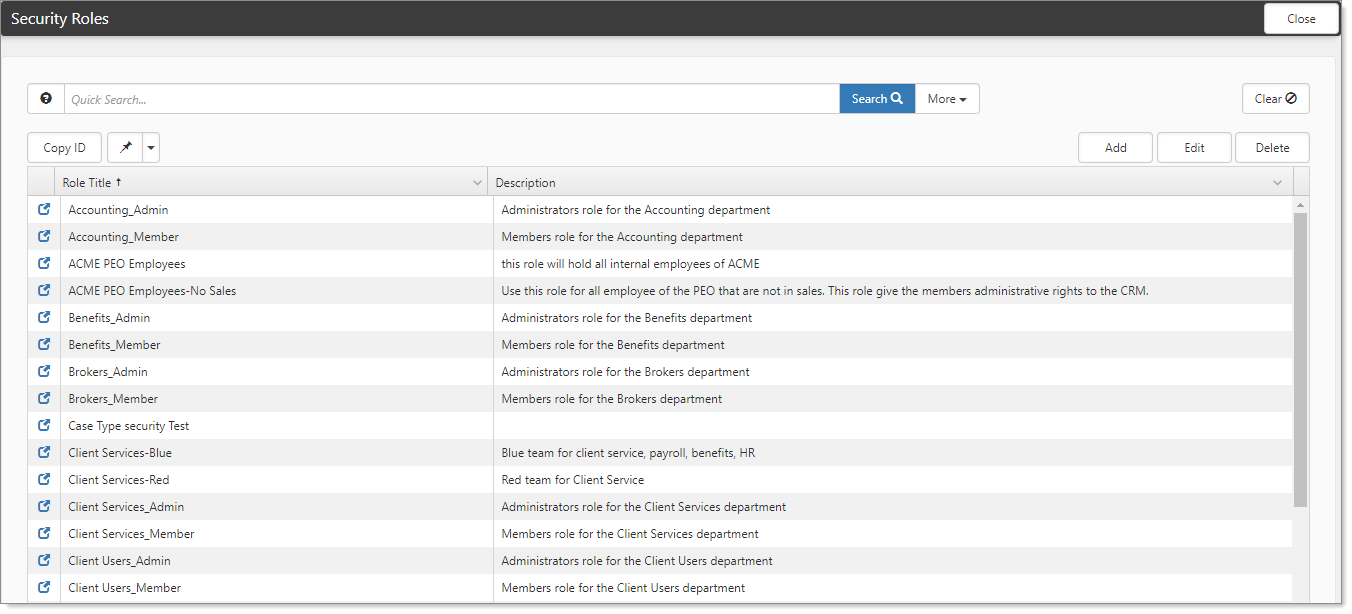 Security Roles Close
Quick Search... Search More Clear
Copy ID Add Edit Delete
Role Title ↑ Description
Accounting_Admin Administrators role for the Accounting department
Accounting_Member Members role for the Accounting department
ACME PEO Employees this role will hold all internal employees of ACME
ACME PEO Employees-No Sales Use this role for all employee of the PEO that are not in sales. This role give the members administrative rights to the CRM.
Benefits_Admin Administrators role for the Benefits department
Benefits_Member Members role for the Benefits department
Brokers_Admin Administrators role for the Brokers department
Brokers_Member Members role for the Brokers department
Case Type security Test
Client Services-Blue Blue team for client service, payroll, benefits, HR
Client Services-Red Red team for Client Service
Client Services_Admin Administrators role for the Client Services department
Client Services_Member Members role for the Client Services department
Client Users_Admin Administrators role for the Client Users department
Client Users_Member Members role for the Client Users department